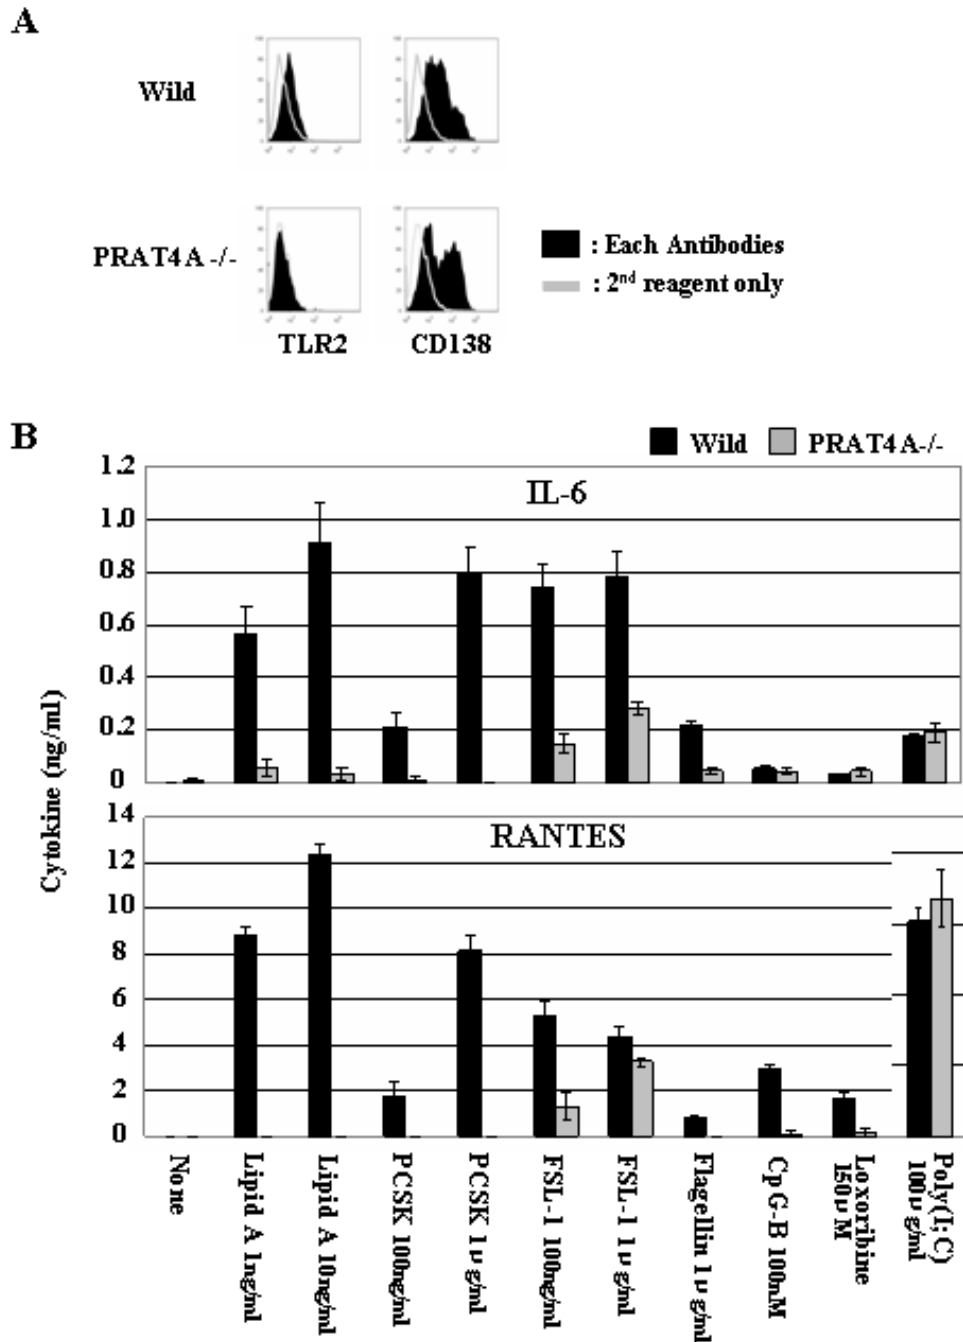 A
Wild
PRAT4A -/-
: Each Antibodies
: 2nd reagent only
TLR2
CD138
B
Wild
PRAT4A-/-
Cytokine (ng/ml)
IL-6
1.2
1.0
0.8
0.6
0.4
0.2
0
RANTES
14
12
10
8
6
4
2
0
None
Lipid A 1ng/ml
Lipid A 10ng/ml
PCSK 100ng/ml
PCSK 1μg/ml
FSL-1 100ng/ml
FSL-1 1μg/ml
Flagellin 1μg/ml
CpG-B 100nM
Loxoribine
150μM
Poly(I;C)
100μg/ml